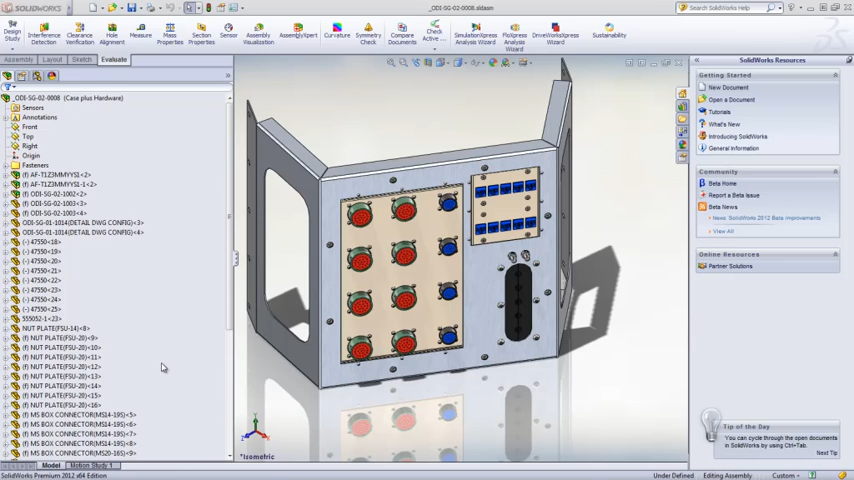 SOLIDWORKS
_ODI-SG-02-0008.sldasm
Search SolidWorks Help
Design Study
Interference Detection
Clearance Verification
Hole Alignment
Measure
Mass Properties
Section Properties
Sensor
Assembly Visualization
AssemblyXpert
Curvature
Symmetry Check
Compare Documents
Check Active ...
SimulationXpress Analysis Wizard
FloXpress Analysis Wizard
DriveWorksXpress Wizard
Sustainability
Assembly
Layout
Sketch
Evaluate
_ODI-SG-02-0008 (Case plus Hardware)
Sensors
Annotations
Front
Top
Right
Origin
Fasteners
(f) AF-T1Z3MMYYS1<2>
(f) AF-T1Z3MMYYS1-1<2>
(f) ODI-SG-02-1002<2>
(f) ODI-SG-01-1003<3>
(f) ODI-SG-01-1003<4>
ODI-SG-01-1014(DETAIL DWG CONFIG)<3>
ODI-SG-01-1014(DETAIL DWG CONFIG)<4>
(-) 47550<18>
(-) 47550<19>
(-) 47550<20>
(-) 47550<21>
(-) 47550<22>
(-) 47550<23>
(-) 47550<24>
(-) 47550<25>
SS5052-1<23>
NUT PLATE(FSU-14)<8>
(f) NUT PLATE(FSU-20)<9>
(f) NUT PLATE(FSU-20)<10>
(f) NUT PLATE(FSU-20)<11>
(f) NUT PLATE(FSU-20)<12>
(f) NUT PLATE(FSU-20)<13>
(f) NUT PLATE(FSU-20)<14>
(f) NUT PLATE(FSU-20)<15>
(f) NUT PLATE(FSU-20)<16>
(f) MS BOX CONNECTOR(MS14-19S)<5>
(f) MS BOX CONNECTOR(MS14-19S)<6>
(f) MS BOX CONNECTOR(MS14-19S)<7>
(f) MS BOX CONNECTOR(MS14-19S)<8>
(f) MS BOX CONNECTOR(MS20-16S)<9>
Model
Motion Study 1
*Isometric
SolidWorks Resources
Getting Started
New Document
Open a Document
Tutorials
What's New
Introducing SolidWorks
General Information
Community
Beta Home
Report a Beta Issue
Beta News
News: SolidWorks 2012 Beta Improvements
View All
Online Resources
Partner Solutions
Tip of the Day
You can cycle through the open documents
in SolidWorks by using Ctrl+Tab.
Next Tip
SolidWorks Premium 2012 x64 Edition
Under Defined
Editing Assembly
Custom